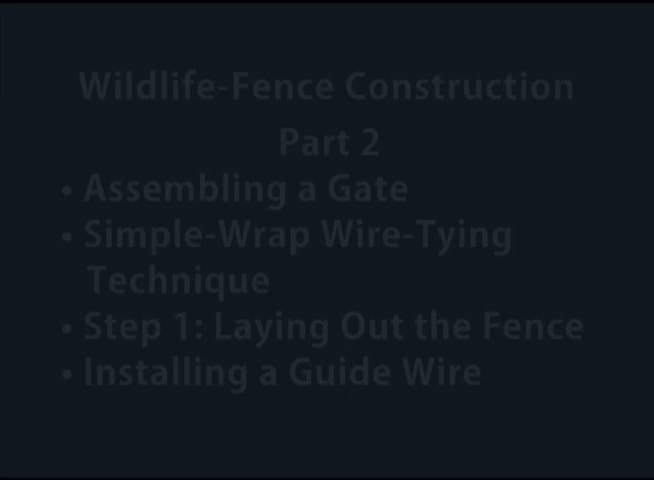 Wildlife-Fence Construction
Part 2
• Assembling a Gate
• Simple-Wrap Wire-Tying
Technique
• Step 1: Laying Out the Fence
• Installing a Guide Wire